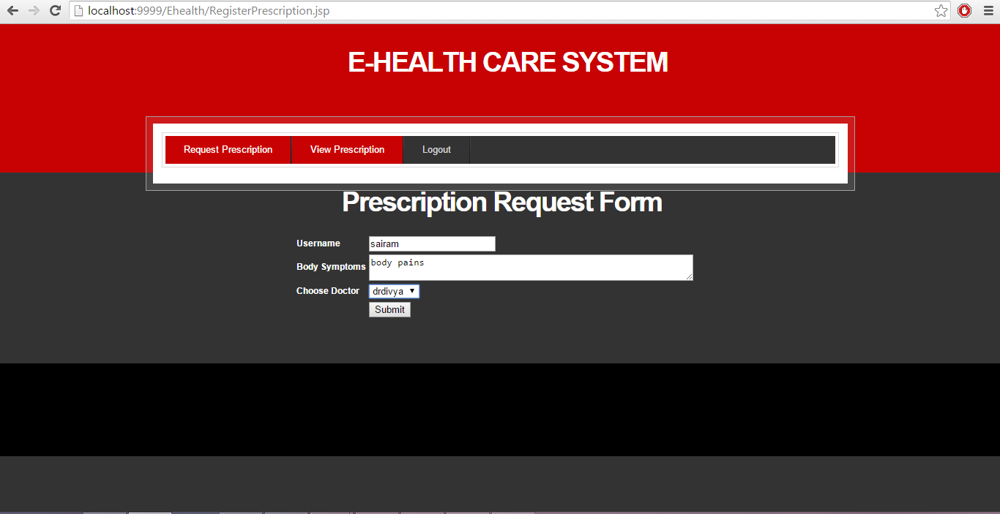 localhost:9999/Ehealth/RegisterPrescription.jsp
E-HEALTH CARE SYSTEM
Request Prescription View Prescription Logout
Prescription Request Form
Username sairam
Body Symptoms body pains
Choose Doctor drdivya
Submit